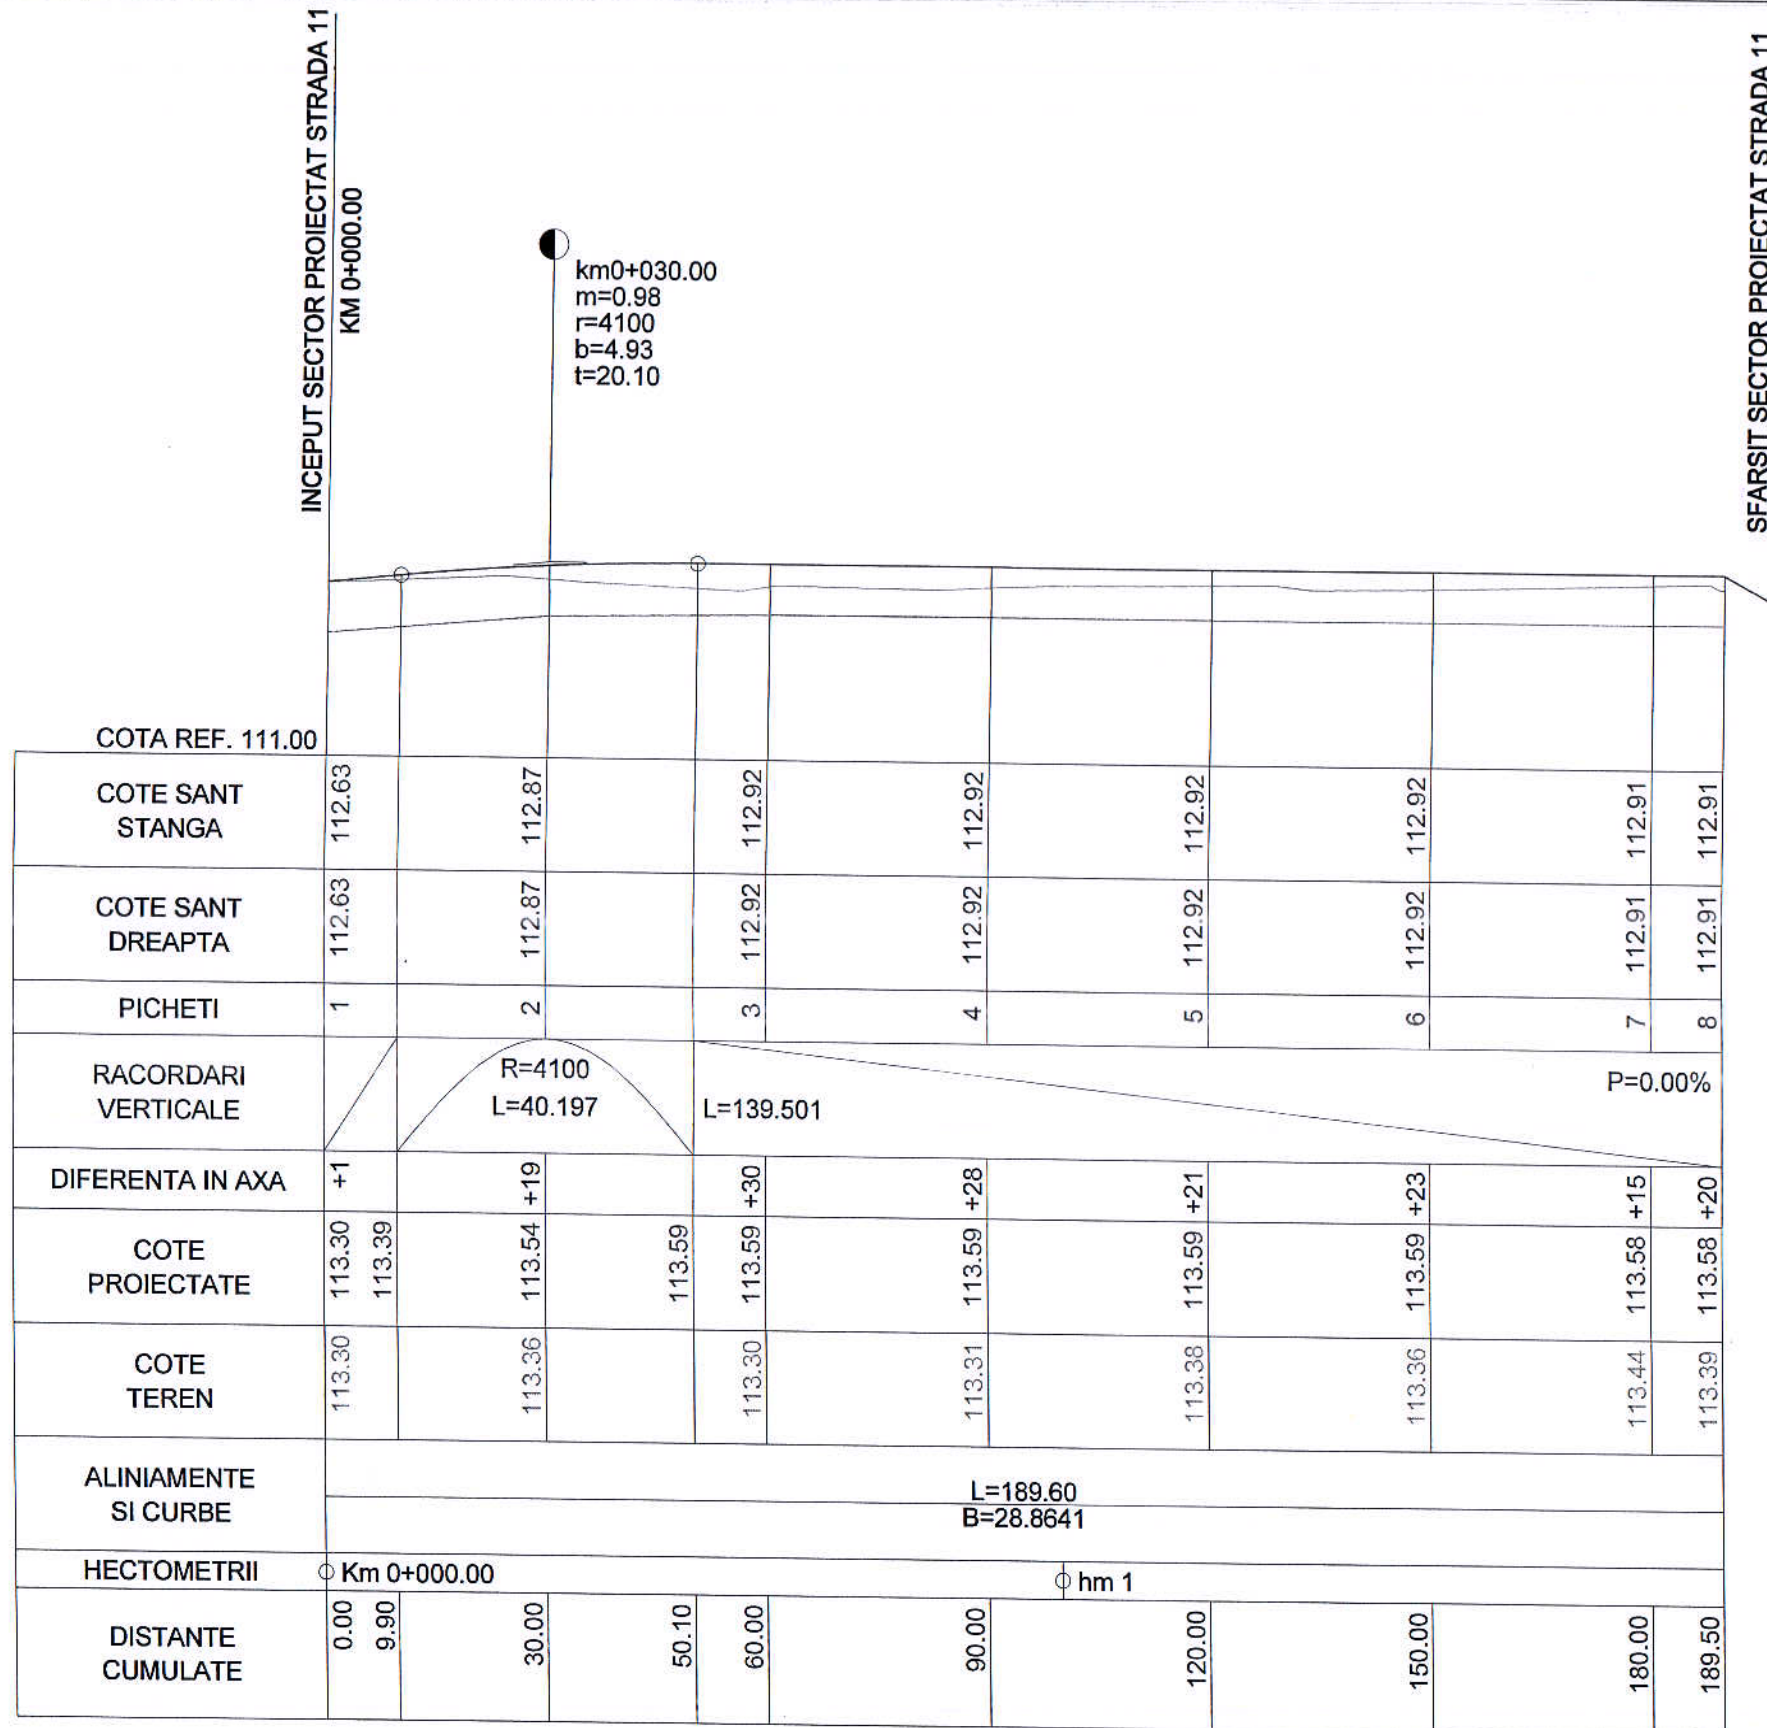 INCEPUT SECTOR PROIECTAT STRADA 11
KM 0+000.00
SFARSIT SECTOR PROIECTAT STRADA 11
km0+030.00
m=0.98
r=4100
b=4.93
t=20.10
COTA REF. 111.00
COTE SANT
STANGA
112.63 112.87 112.92 112.92 112.92 112.92 112.91 112.91
COTE SANT
DREAPTA
112.63 112.87 112.92 112.92 112.92 112.92 112.91 112.91
PICHETI
1 2 3 4 5 6 7 8
RACORDARI
VERTICALE
R=4100
L=40.197
L=139.501
P=0.00%
DIFERENTA IN AXA
+1 +19 +30 +28 +21 +23 +15 +20
COTE
PROIECTATE
113.30 113.39 113.54 113.59 113.59 113.59 113.59 113.59 113.58 113.58
COTE
TEREN
113.30 113.36 113.30 113.31 113.38 113.36 113.44 113.39
ALINIAMENTE
SI CURBE
L=189.60
B=28.8641
HECTOMETRII
Km 0+000.00
hm 1
DISTANTE
CUMULATE
0.00 9.90 30.00 50.10 60.00 90.00 120.00 150.00 180.00 189.50